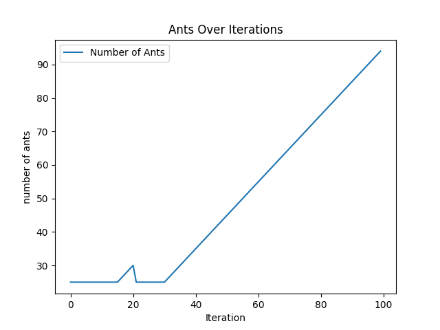 Ants Over Iterations
Number of Ants
number of ants
90
80
70
60
50
40
30
0 20 40 60 80 100
Iteration